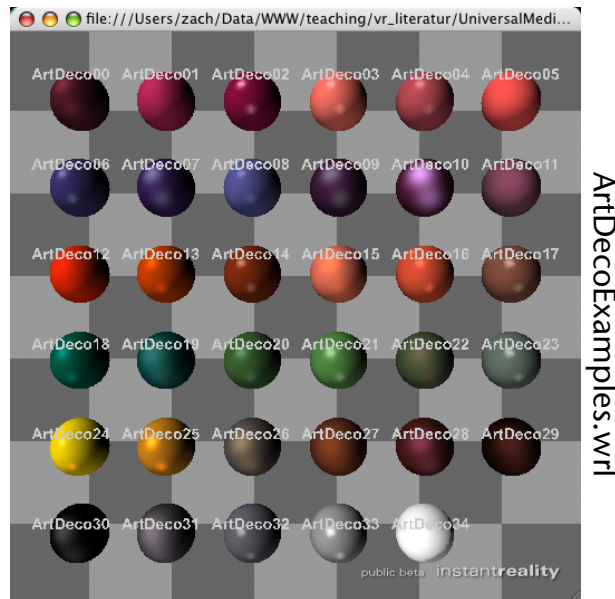 file:///Users/zach/Data/WWW/teaching/vr_literatur/UniversalMedi...
ArtDeco00 ArtDeco01 ArtDeco02 ArtDeco03 ArtDeco04 ArtDeco05
ArtDeco06 ArtDeco07 ArtDeco08 ArtDeco09 ArtDeco10 ArtDeco11
ArtDeco12 ArtDeco13 ArtDeco14 ArtDeco15 ArtDeco16 ArtDeco17
ArtDeco18 ArtDeco19 ArtDeco20 ArtDeco21 ArtDeco22 ArtDeco23
ArtDeco24 ArtDeco25 ArtDeco26 ArtDeco27 ArtDeco28 ArtDeco29
ArtDeco30 ArtDeco31 ArtDeco32 ArtDeco33 ArtDeco34
public beta instantreality
ArtDecoExamples.wrl